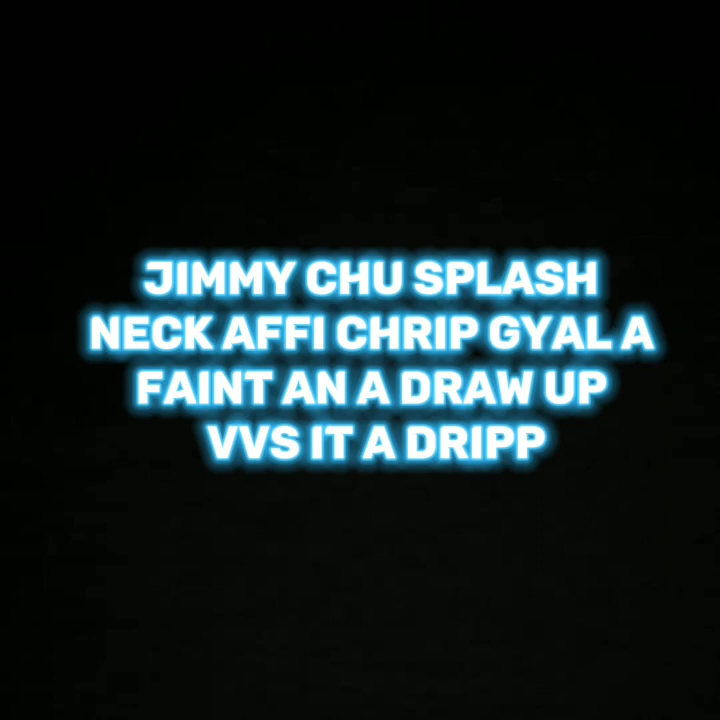 JIMMY CHU SPLASH
NECK AFFI CHRIP GYAL A
FAINT AN A DRAW UP
VVS IT A DRIPP